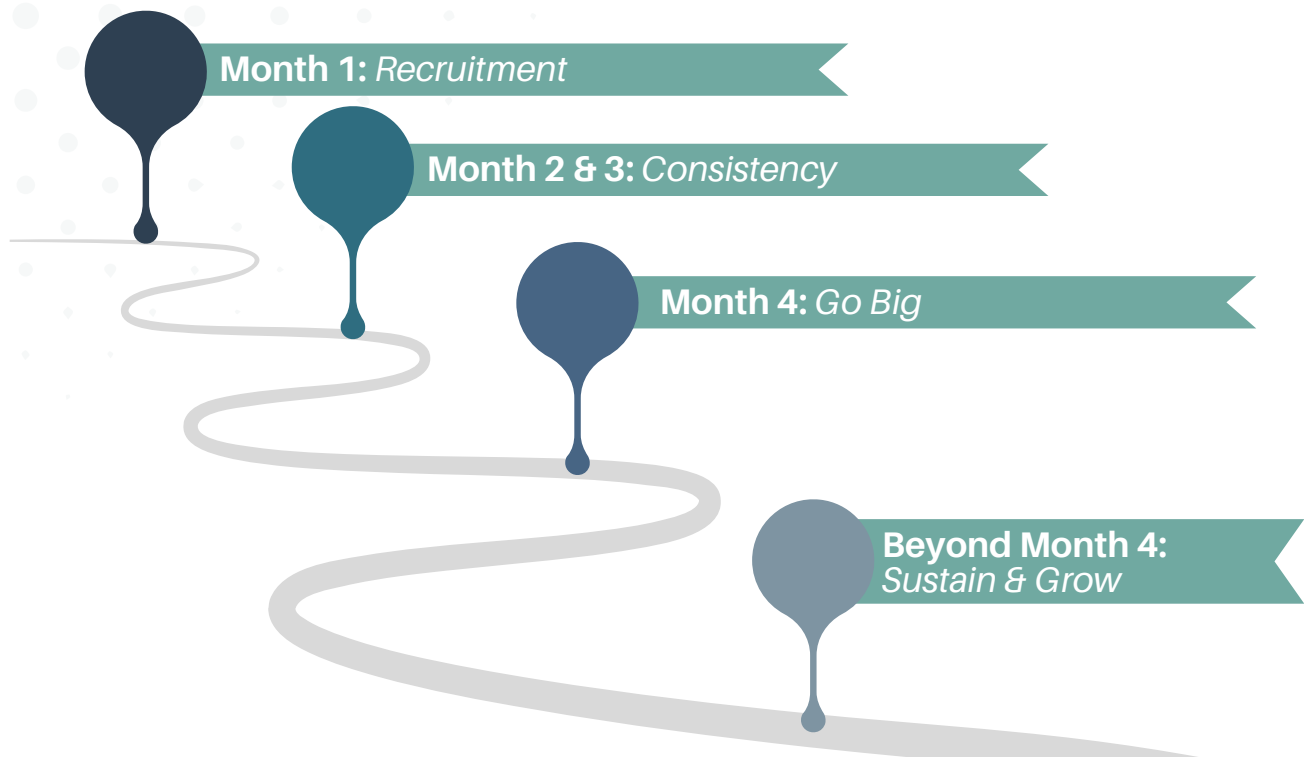 Month 1: Recruitment
Month 2 & 3: Consistency
Month 4: Go Big
Beyond Month 4:
Sustain & Grow